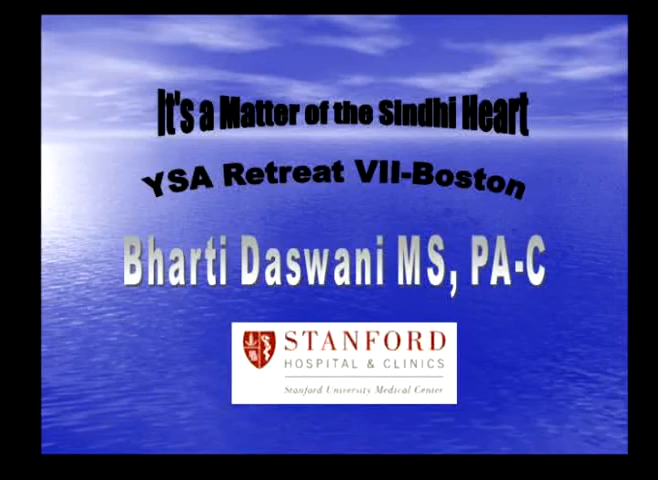 It's a Matter of the Sindhi Heart
YSA Retreat VII-Boston
Bharti Daswani MS, PA-C
STANFORD
HOSPITAL & CLINICS
Stanford University Medical Center